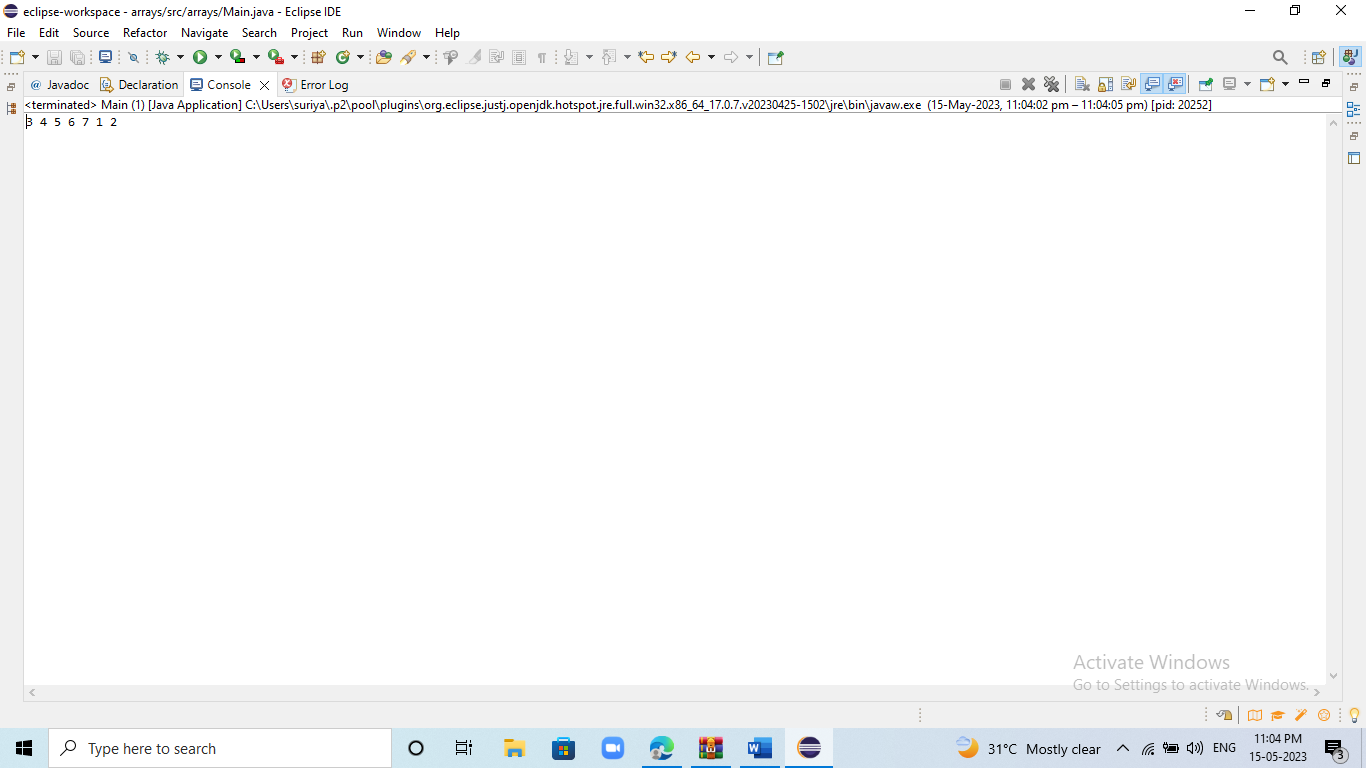 eclipse-workspace - arrays/src/arrays/Main.java - Eclipse IDE
File Edit Source Refactor Navigate Search Project Run Window Help
@ Javadoc Declaration Console Error Log
<terminated> Main (1) [Java Application] C:\Users\suriya\.p2\pool\plugins\org.eclipse.justj.openjdk.hotspot.jre.full.win32.x86_64_17.0.7.v20230425-1502\jre\bin\javaw.exe (15-May-2023, 11:04:02 pm – 11:04:05 pm) [pid: 20252]
3 4 5 6 7 1 2
Activate Windows
Go to Settings to activate Windows.
Type here to search
31°C Mostly clear
ENG
11:04 PM
15-05-2023
3